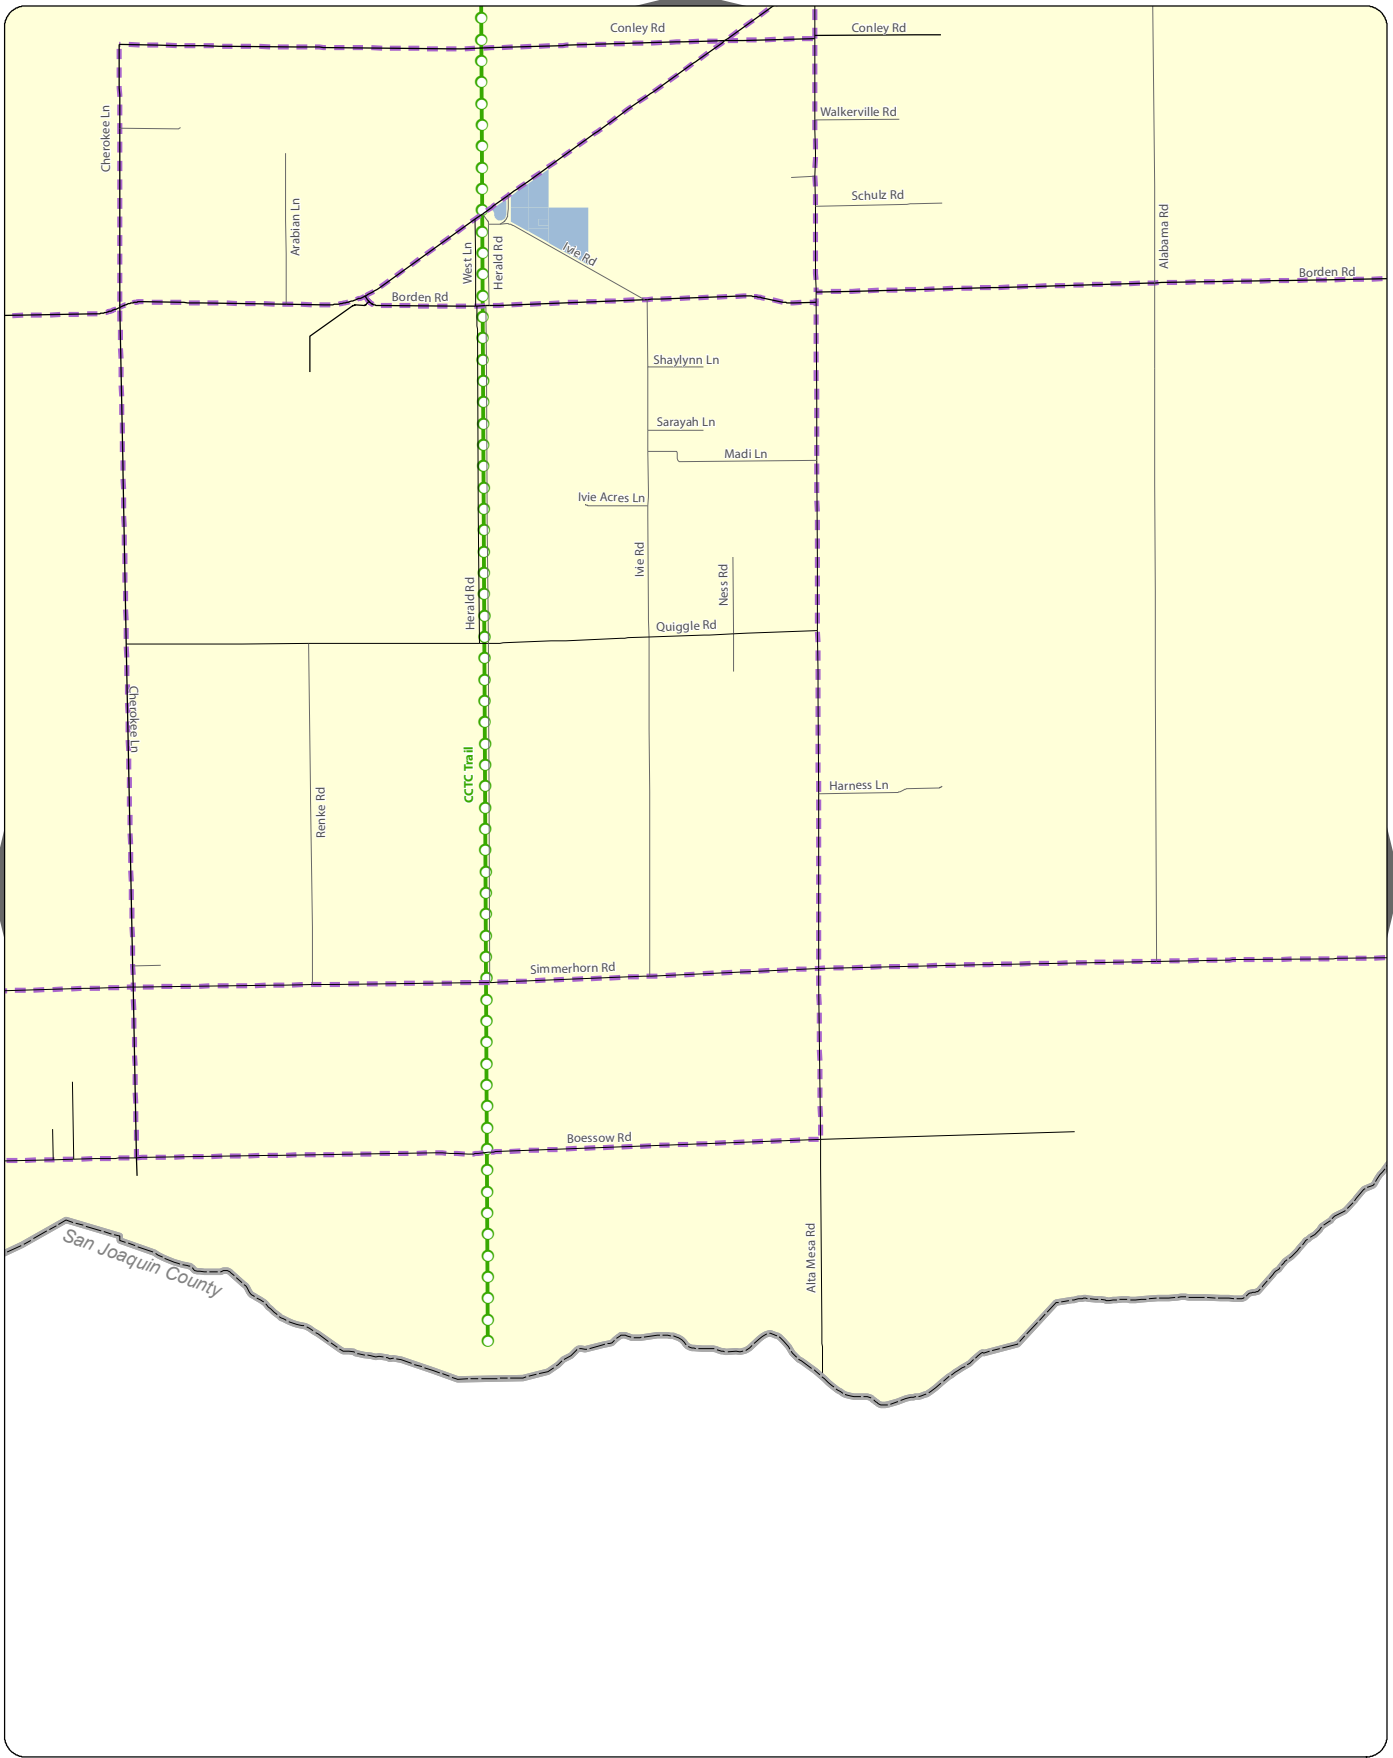 Conley Rd
Conley Rd
Cherokee Ln
Walkerville Rd
Schulz Rd
Arabian Ln
Alabama Rd
West Ln
Herald Rd
Ivie Rd
Borden Rd
Borden Rd
Shaylynn Ln
Sarayah Ln
Madi Ln
Ivie Acres Ln
Ivie Rd
Ness Rd
Herald Rd
Quiggle Rd
Cherokee Ln
CCTC Trail
Renke Rd
Harness Ln
Simmerhorn Rd
Boessow Rd
Alta Mesa Rd
San Joaquin County